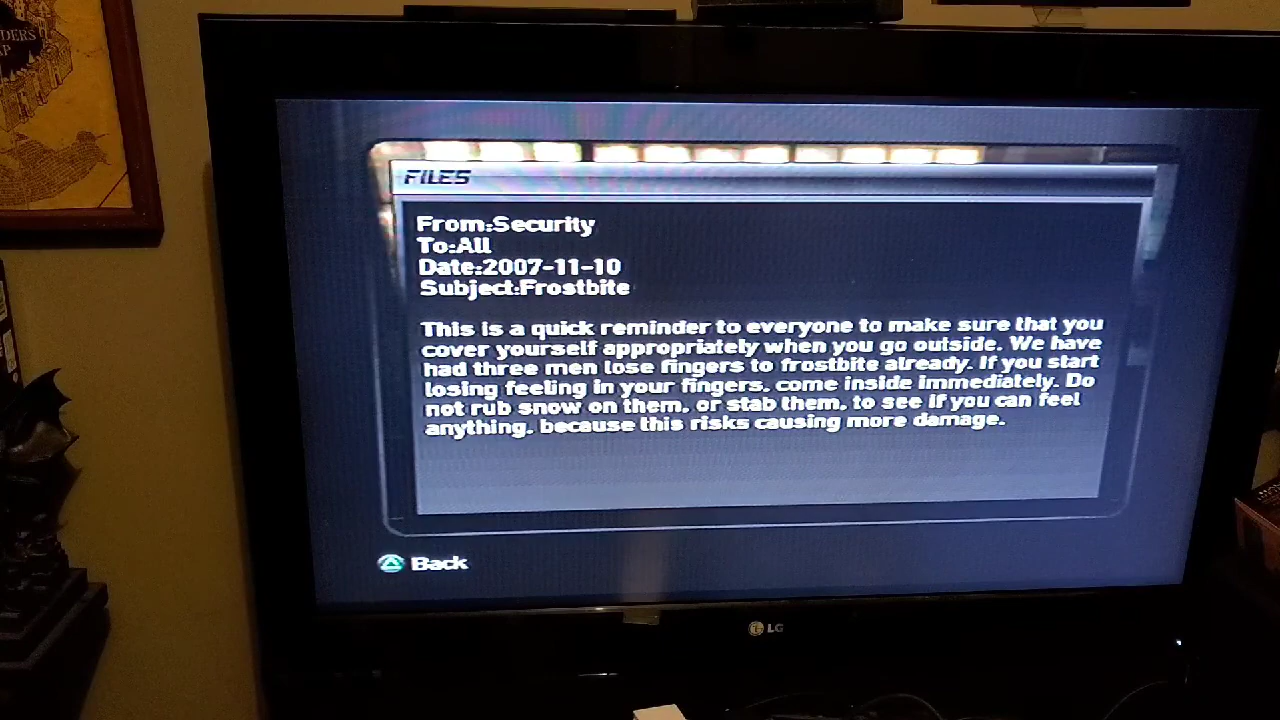 DERS
AP
FILES
From:Security
To:All
Date:2007-11-10
Subject:Frostbite
This is a quick reminder to everyone to make sure that you
cover yourself appropriately when you go outside. We have
had three men lose fingers to frostbite already. If you start
losing feeling in your fingers, come inside immediately. Do
not rub snow on them, or stab them, to see if you can feel
anything, because this risks causing more damage.
Back
LG